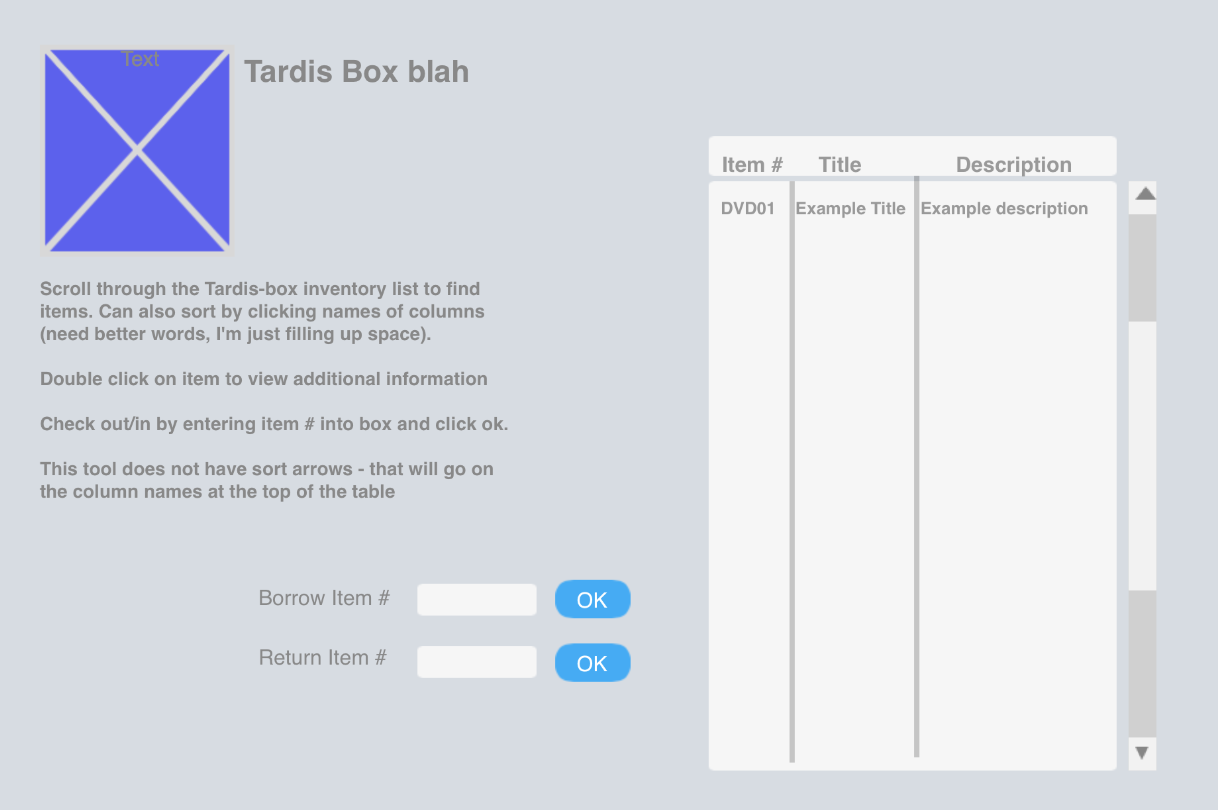 Text
Tardis Box blah
Item # Title Description
DVD01 Example Title Example description
Scroll through the Tardis-box inventory list to find
items. Can also sort by clicking names of columns
(need better words, I'm just filling up space).
Double click on item to view additional information
Check out/in by entering item # into box and click ok.
This tool does not have sort arrows - that will go on
the column names at the top of the table
Borrow Item # OK
Return Item # OK